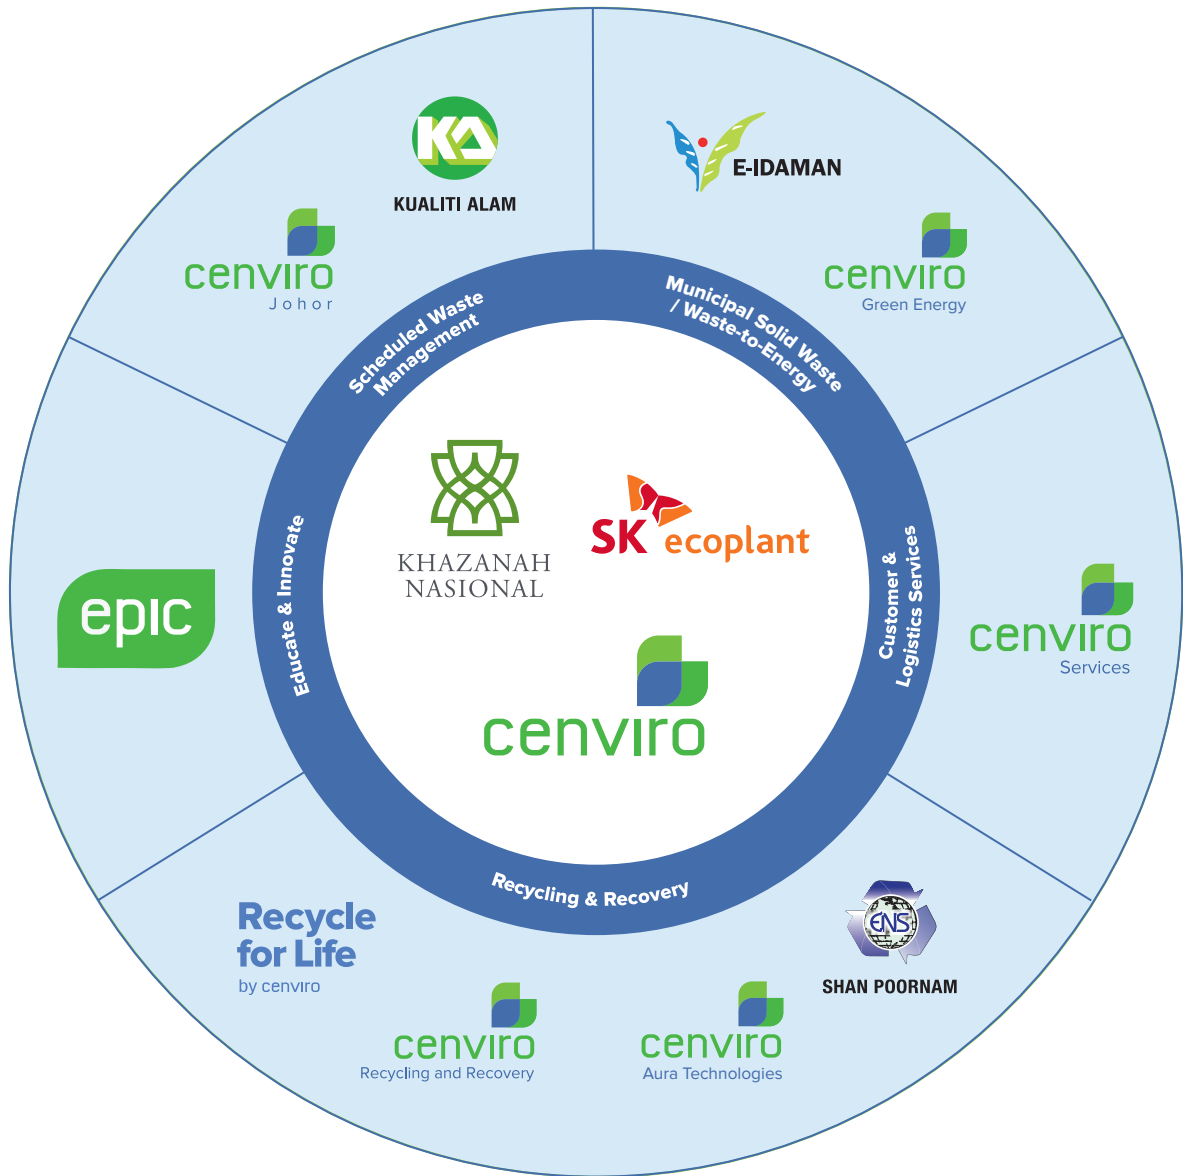 KA
KUALITI ALAM
E-IDAMAN
cenviro
Johor
cenviro
Green Energy
Scheduled Waste
Management
Municipal Solid Waste
/ Waste-to-Energy
KHAZANAH
NASIONAL
SK ecoplant
Educate & Innovate
Customer &
Logistics Services
epic
cenviro
Services
cenviro
Recycling & Recovery
Recycle
for Life
by cenviro
ENS
SHAN POORNAM
cenviro
Recycling and Recovery
cenviro
Aura Technologies